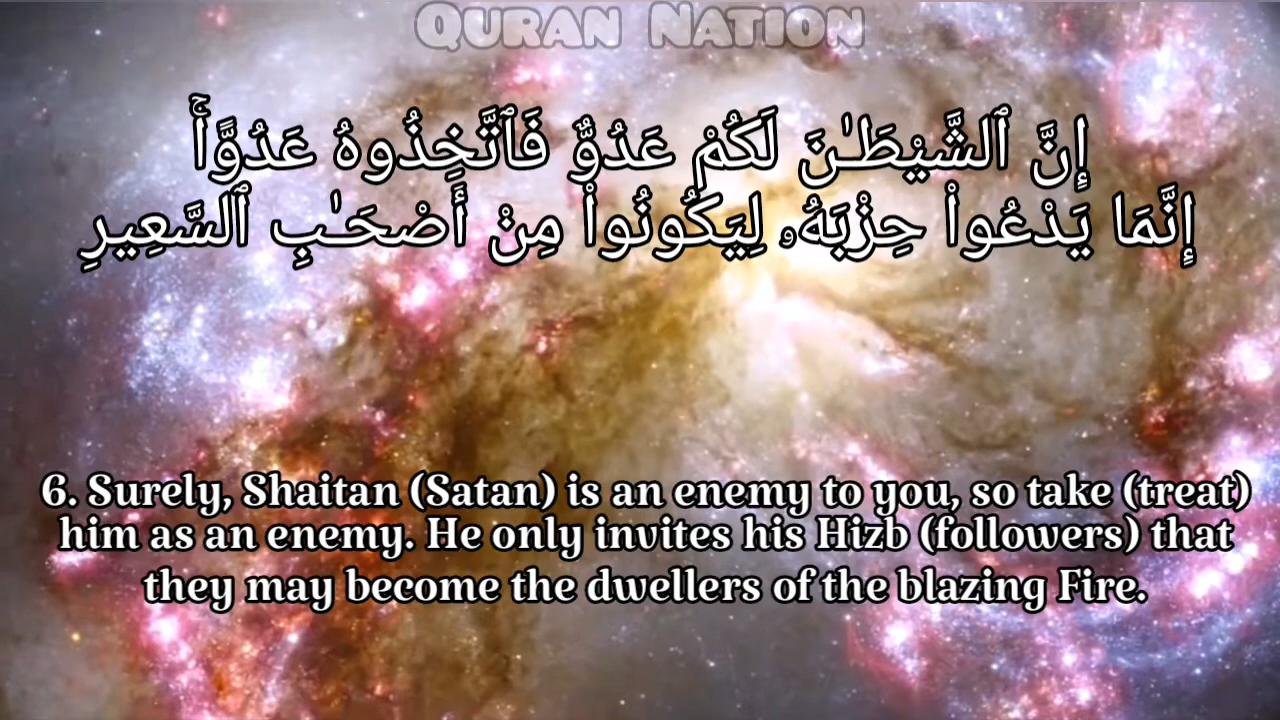 QURAN NATION
إِنَّ ٱلشَّيْطَـٰنَ لَكُمْ عَدُوٌّ فَٱتَّخِذُوهُ عَدُوًّاۚ
إِنَّمَا يَدْعُوا۟ حِزْبَهُۥ لِيَكُونُوا۟ مِنْ أَصْحَـٰبِ ٱلسَّعِيرِ
6. Surely, Shaitan (Satan) is an enemy to you, so take (treat)
him as an enemy. He only invites his Hizb (followers) that
they may become the dwellers of the blazing Fire.